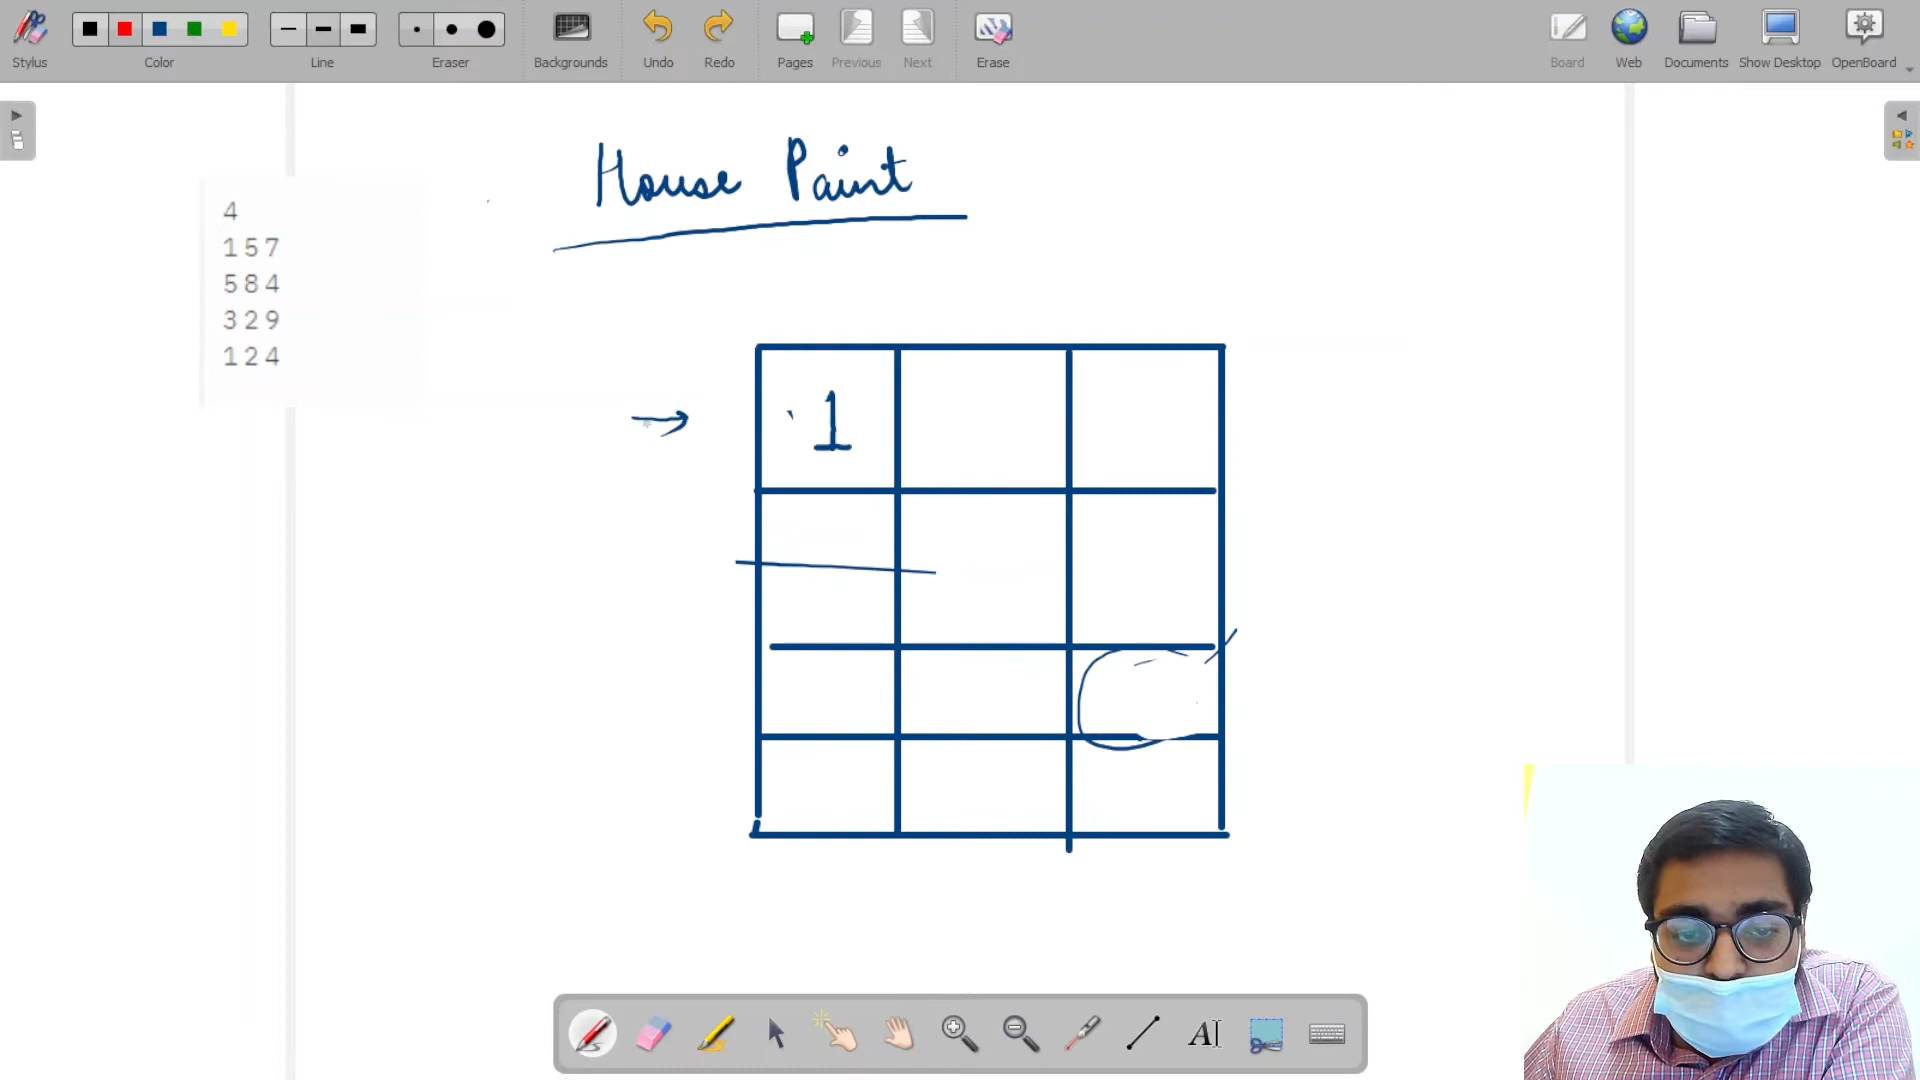 Stylus
Color
Line
Eraser
Backgrounds
Undo
Redo
Pages
Previous
Next
Erase
Board
Web
Documents
Show Desktop
OpenBoard
House Paint
4
1 5 7
5 8 4
3 2 9
1 2 4
1
A